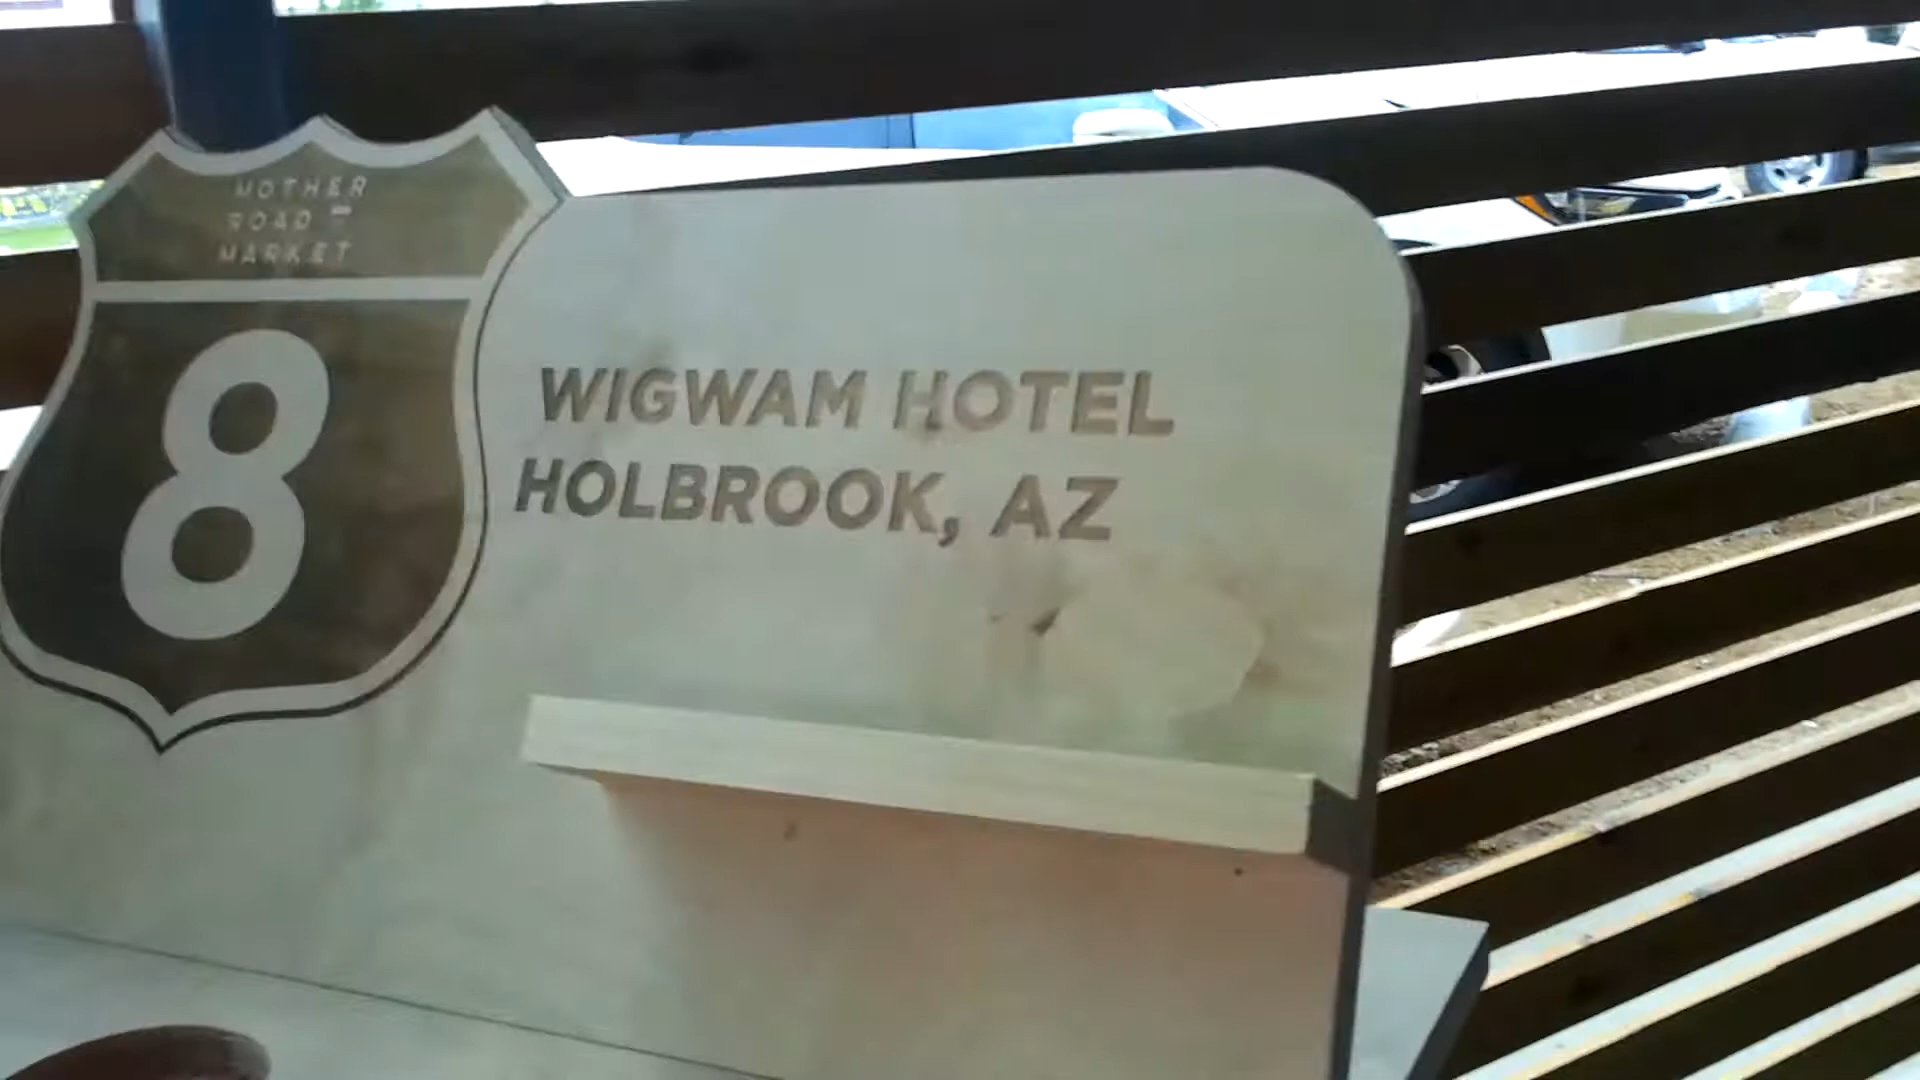 MOTHER
ROAD
MARKET
8
WIGWAM HOTEL
HOLBROOK, AZ